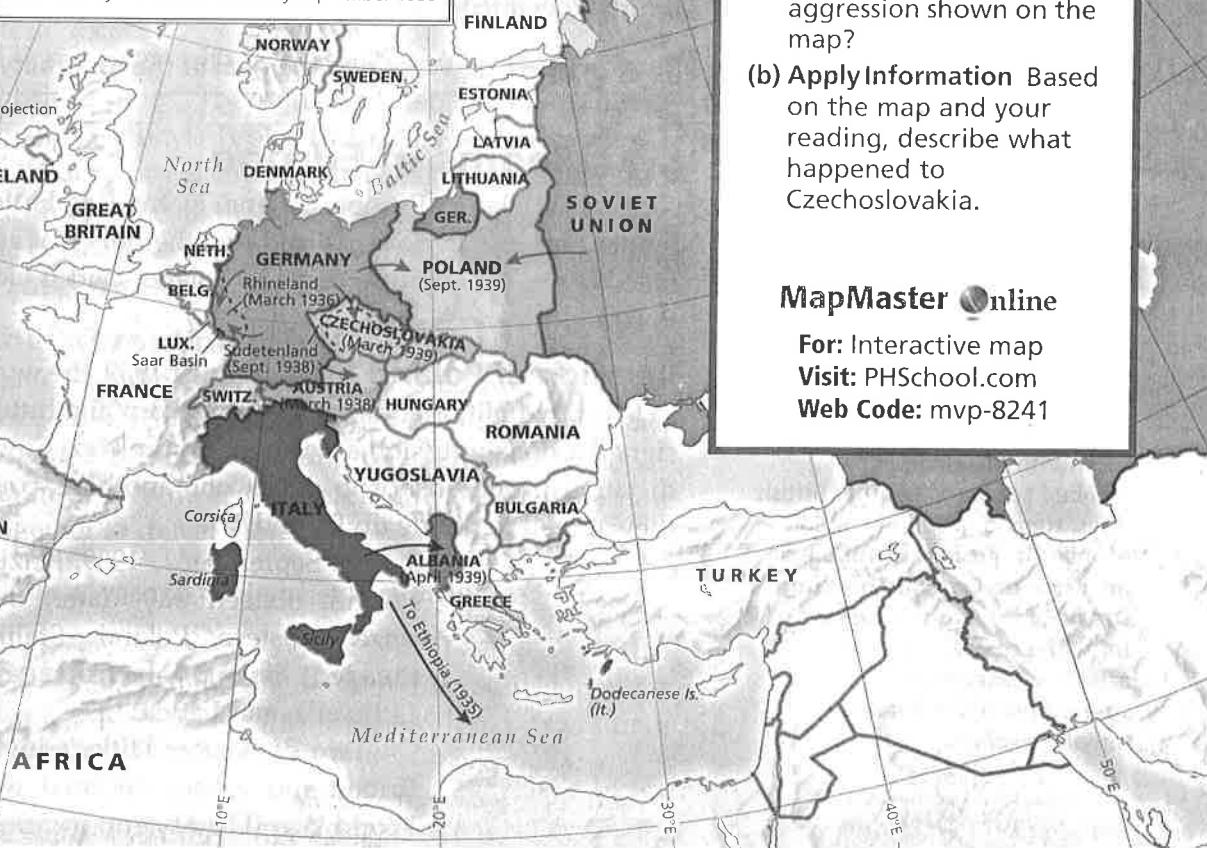 FINLAND
NORWAY
SWEDEN
ESTONIA
LATVIA
LITHUANIA
DENMARK
North
Sea
Baltic Sea
ojection
ELAND
GREAT
BRITAIN
SOVIET
UNION
GER.
NETH.
GERMANY
POLAND
(Sept. 1939)
Rhineland
(March 1936)
BELG.
CZECHOSLOVAKIA
(March 1939)
LUX.
Saar Basin
Sudetenland
(Sept. 1938)
FRANCE
SWITZ.
AUSTRIA
(March 1938)
HUNGARY
ROMANIA
YUGOSLAVIA
BULGARIA
ITALY
Corsica
Sardinia
Sicily
ALBANIA
(April 1939)
GREECE
TURKEY
To Ethiopia (1935)
Dodecanese Is.
(It.)
Mediterranean Sea
AFRICA
N
10°E
20°E
30°E
40°E
50°E
aggression shown on the
map?
(b) Apply Information Based
on the map and your
reading, describe what
happened to
Czechoslovakia.
MapMaster Online
For: Interactive map
Visit: PHSchool.com
Web Code: mvp-8241